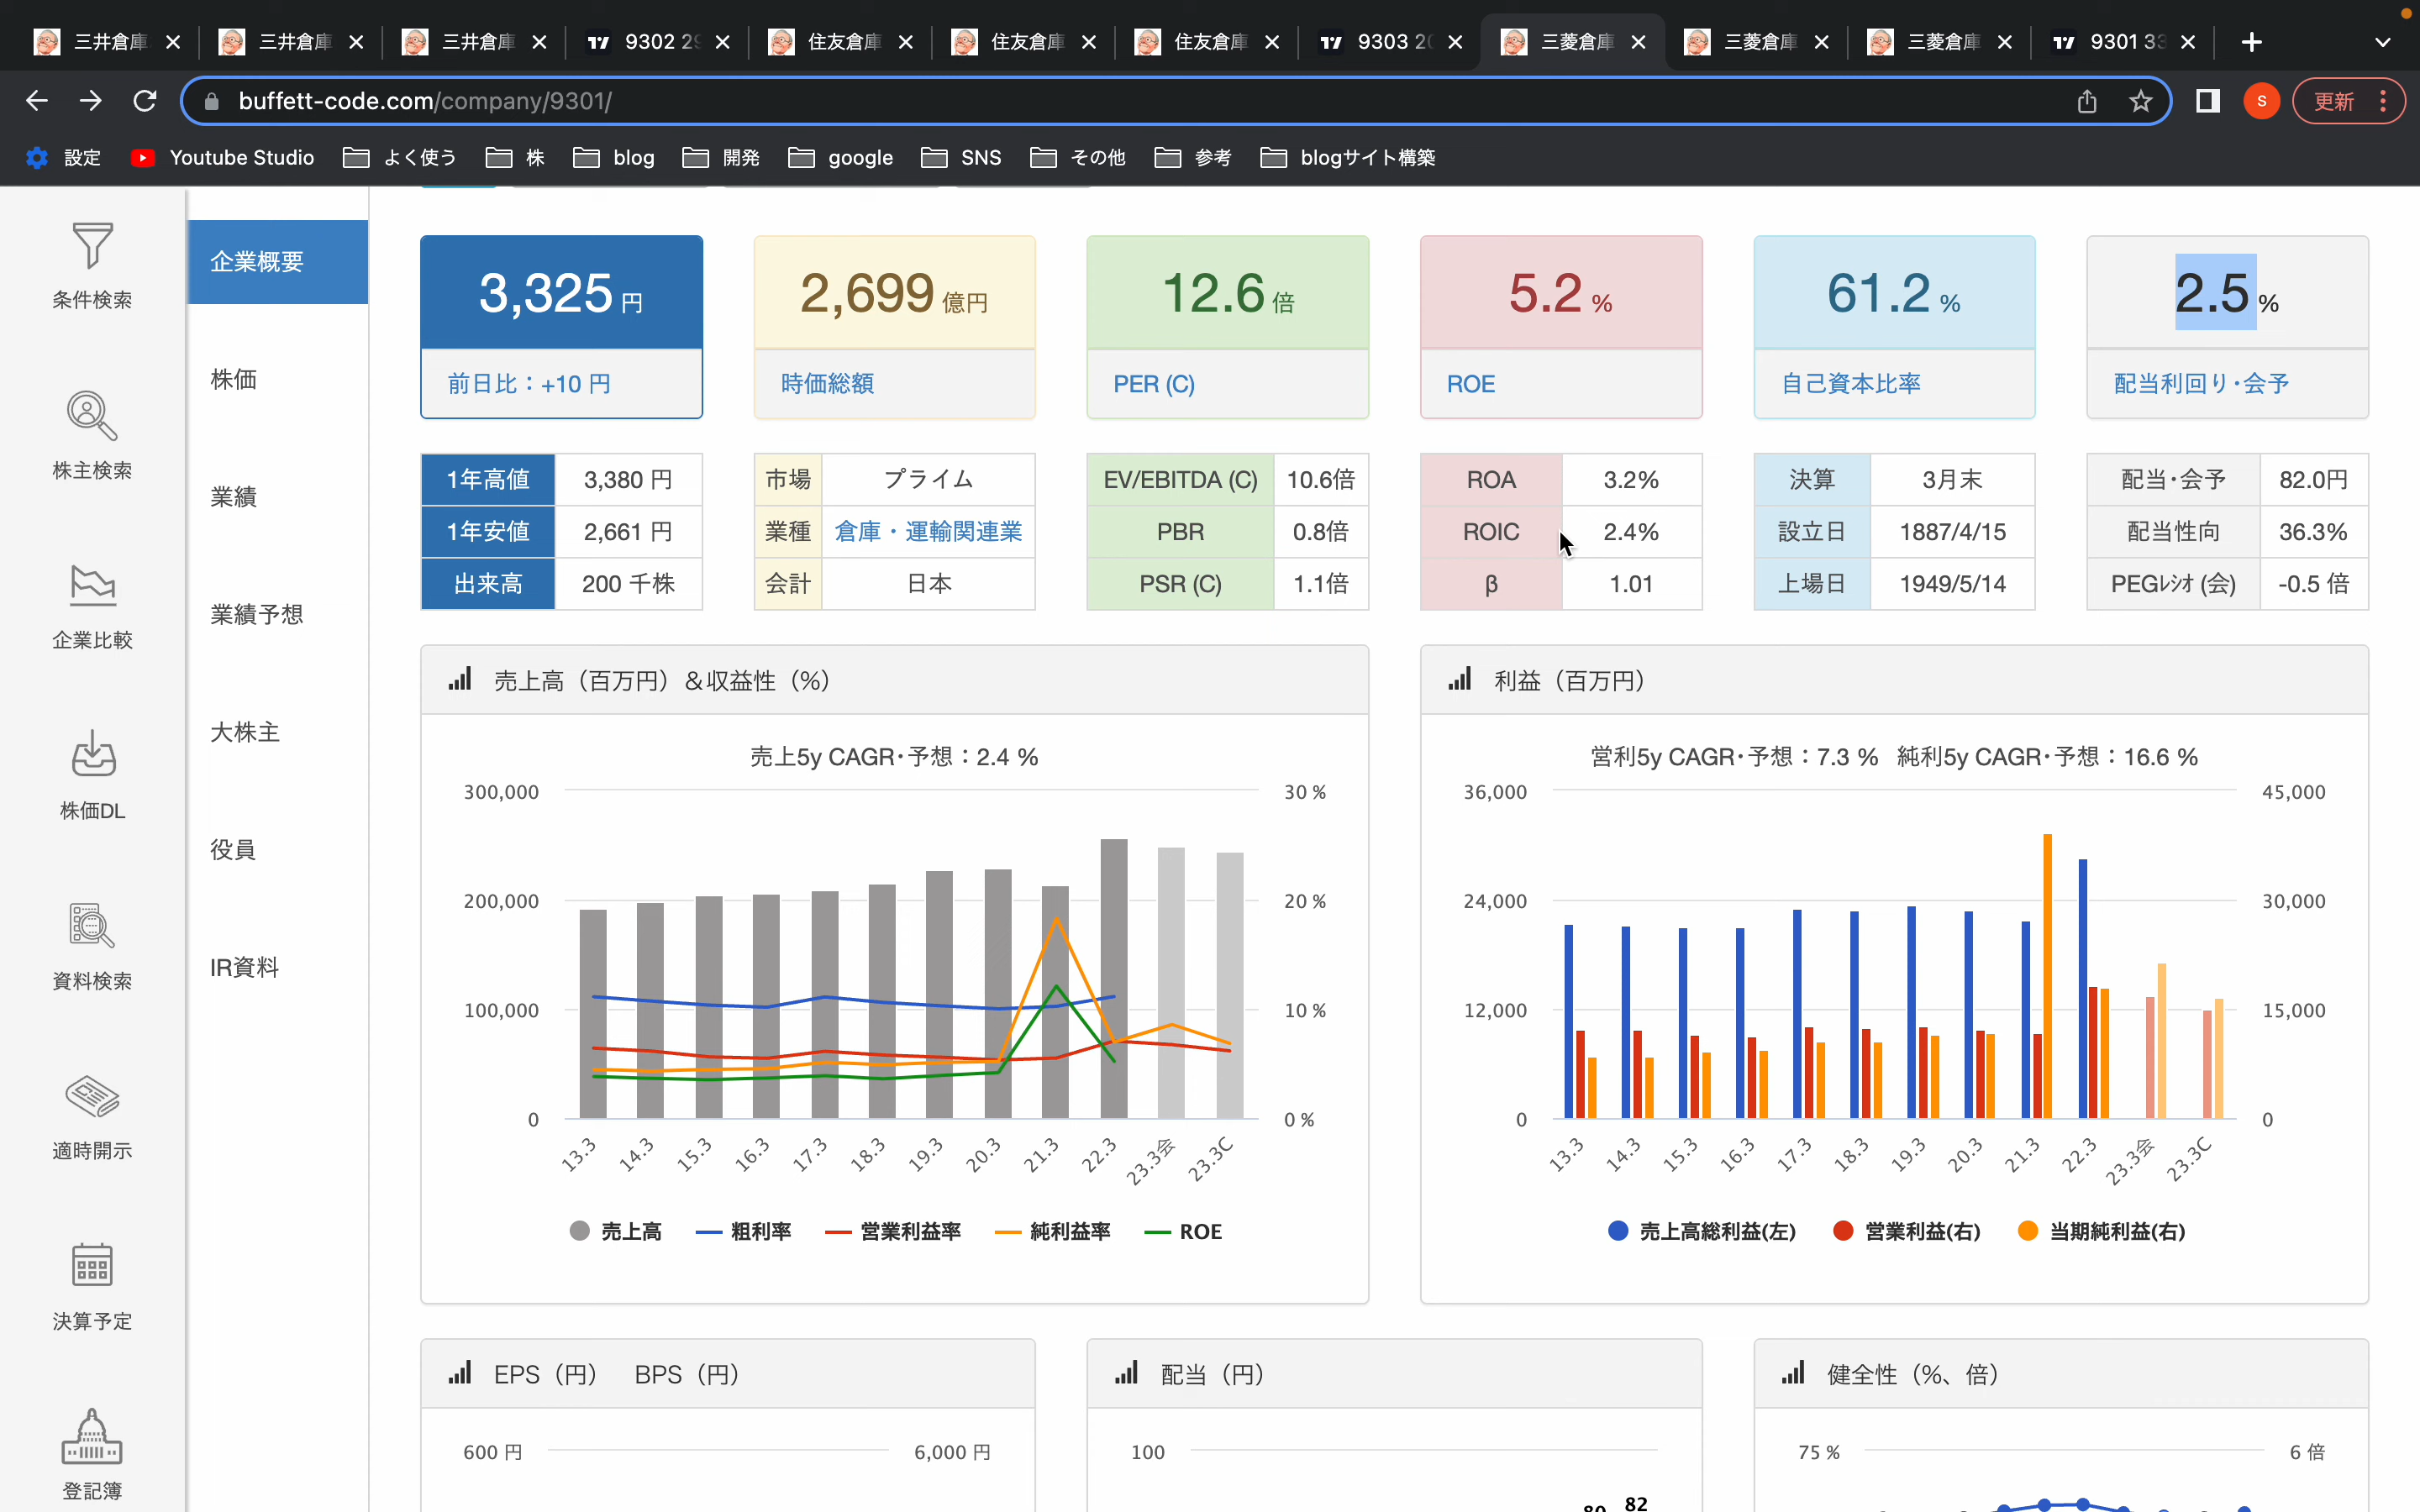 三井倉庫
三井倉庫
三井倉庫
9302 29
住友倉庫
住友倉庫
住友倉庫
9303 20
三菱倉庫
三菱倉庫
三菱倉庫
9301 33
buffett-code.com/company/9301/
S
更新
設定
Youtube Studio
よく使う
株
blog
開発
google
SNS
その他
参考
blogサイト構築
条件検索
株主検索
企業比較
株価DL
資料検索
適時開示
決算予定
登記簿
企業概要
株価
業績
業績予想
大株主
役員
IR資料
3,325 円
前日比：+10 円
2,699 億円
時価総額
12.6 倍
PER (C)
5.2 %
ROE
61.2 %
自己資本比率
2.5 %
配当利回り･会予
1年高値 3,380 円
1年安値 2,661 円
出来高 200 千株
市場 プライム
業種 倉庫・運輸関連業
会計 日本
EV/EBITDA (C) 10.6倍
PBR 0.8倍
PSR (C) 1.1倍
ROA 3.2%
ROIC 2.4%
β 1.01
決算 3月末
設立日 1887/4/15
上場日 1949/5/14
配当･会予 82.0円
配当性向 36.3%
PEGﾚｼｵ (会) -0.5 倍
売上高（百万円）＆収益性（%）
売上5y CAGR･予想：2.4 %
300,000 30 %
200,000 20 %
100,000 10 %
0 0 %
13.3 14.3 15.3 16.3 17.3 18.3 19.3 20.3 21.3 22.3 23.3会 23.3C
売上高 粗利率 営業利益率 純利益率 ROE
利益（百万円）
営利5y CAGR･予想：7.3 % 純利5y CAGR･予想：16.6 %
36,000 45,000
24,000 30,000
12,000 15,000
0 0
13.3 14.3 15.3 16.3 17.3 18.3 19.3 20.3 21.3 22.3 23.3会 23.3C
売上高総利益(左) 営業利益(右) 当期純利益(右)
EPS（円） BPS（円）
600 円 6,000 円
配当（円）
100
80 82
健全性（%、倍）
75 % 6 倍